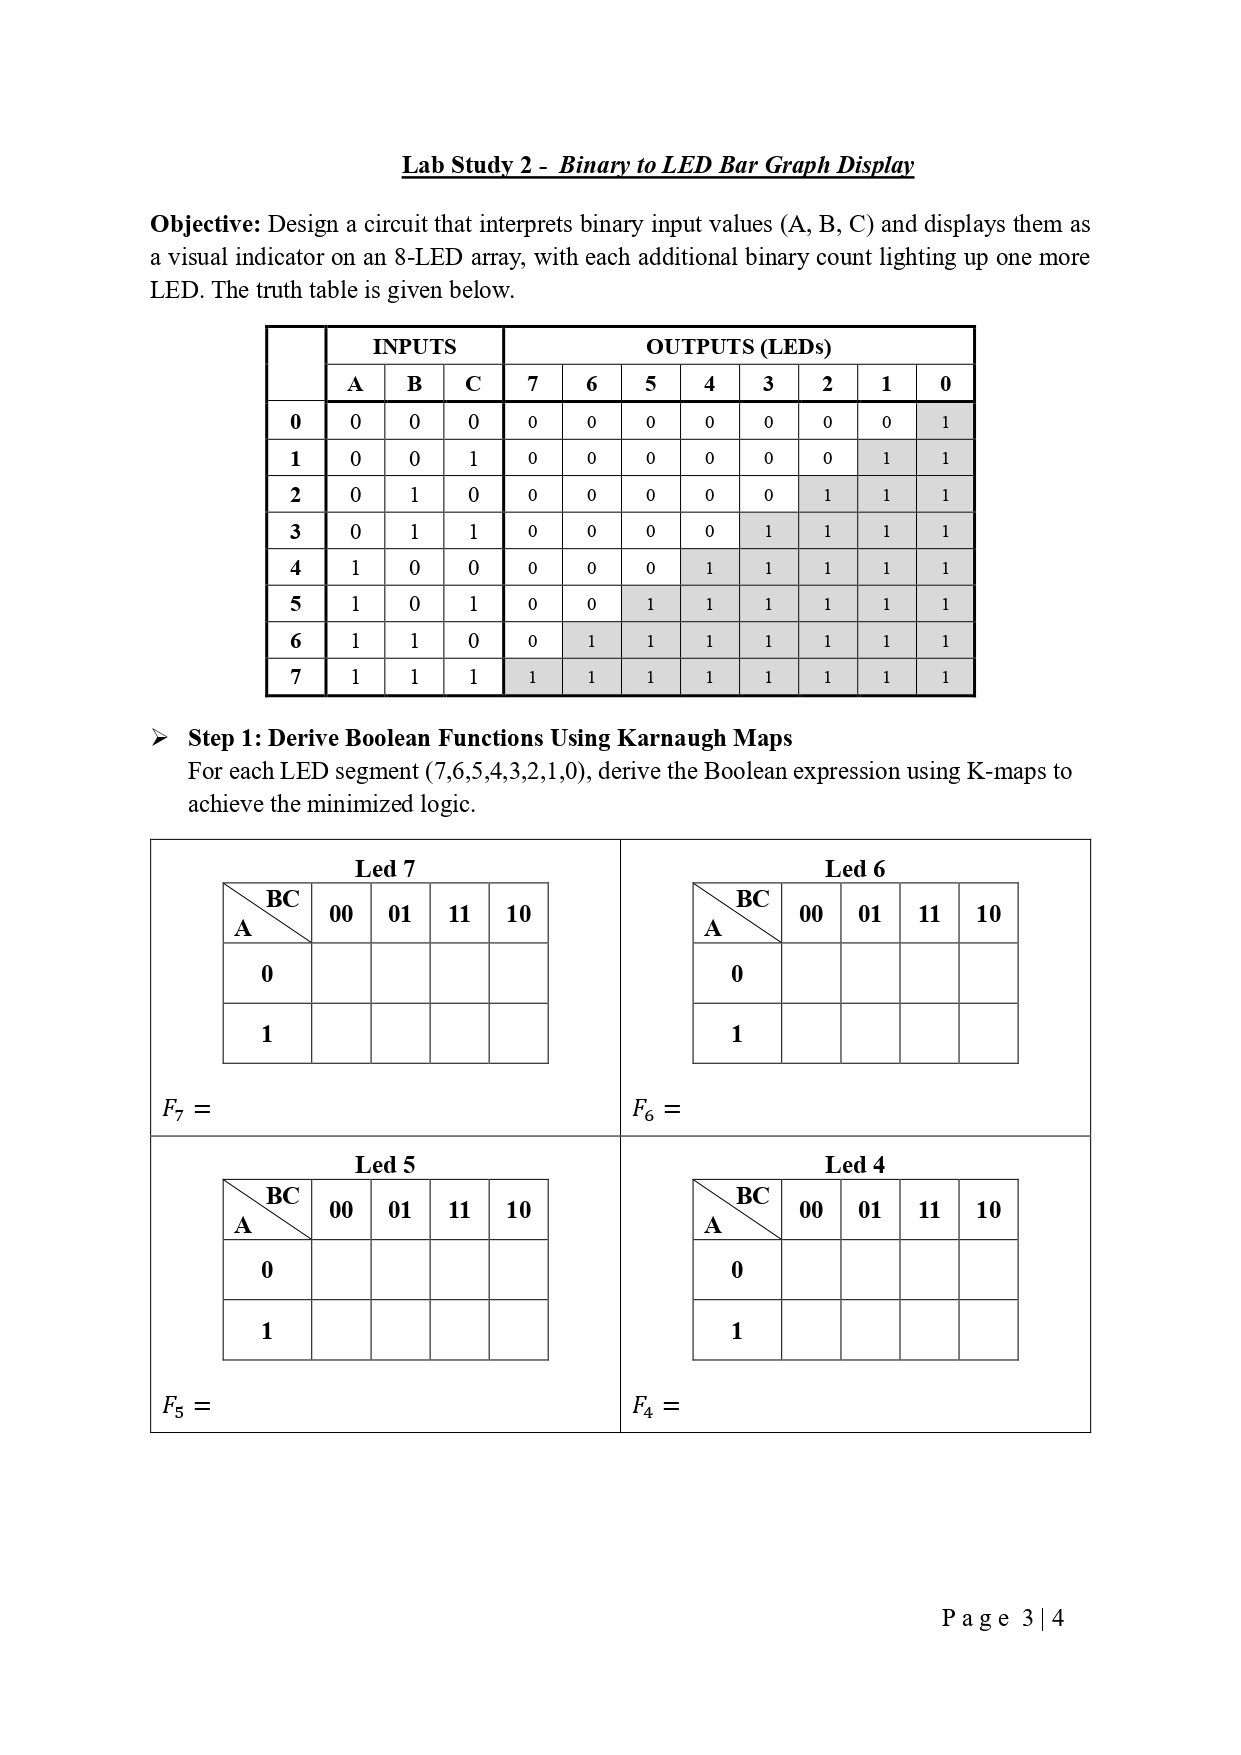 Lab Study 2 - Binary to LED Bar Graph Display
Objective: Design a circuit that interprets binary input values (A, B, C) and displays them as
a visual indicator on an 8-LED array, with each additional binary count lighting up one more
LED. The truth table is given below.
INPUTS OUTPUTS (LEDs)
A B C 7 6 5 4 3 2 1 0
0 0 0 0 0 0 0 0 0 0 0 1
1 0 0 1 0 0 0 0 0 0 1 1
2 0 1 0 0 0 0 0 0 1 1 1
3 0 1 1 0 0 0 0 1 1 1 1
4 1 0 0 0 0 0 1 1 1 1 1
5 1 0 1 0 0 1 1 1 1 1 1
6 1 1 0 0 1 1 1 1 1 1 1
7 1 1 1 1 1 1 1 1 1 1 1
➢ Step 1: Derive Boolean Functions Using Karnaugh Maps
For each LED segment (7,6,5,4,3,2,1,0), derive the Boolean expression using K-maps to
achieve the minimized logic.
Led 7
BC
A 00 01 11 10
0
1
F₇ =
Led 6
BC
A 00 01 11 10
0
1
F₆ =
Led 5
BC
A 00 01 11 10
0
1
F₅ =
Led 4
BC
A 00 01 11 10
0
1
F₄ =
Page 3 | 4